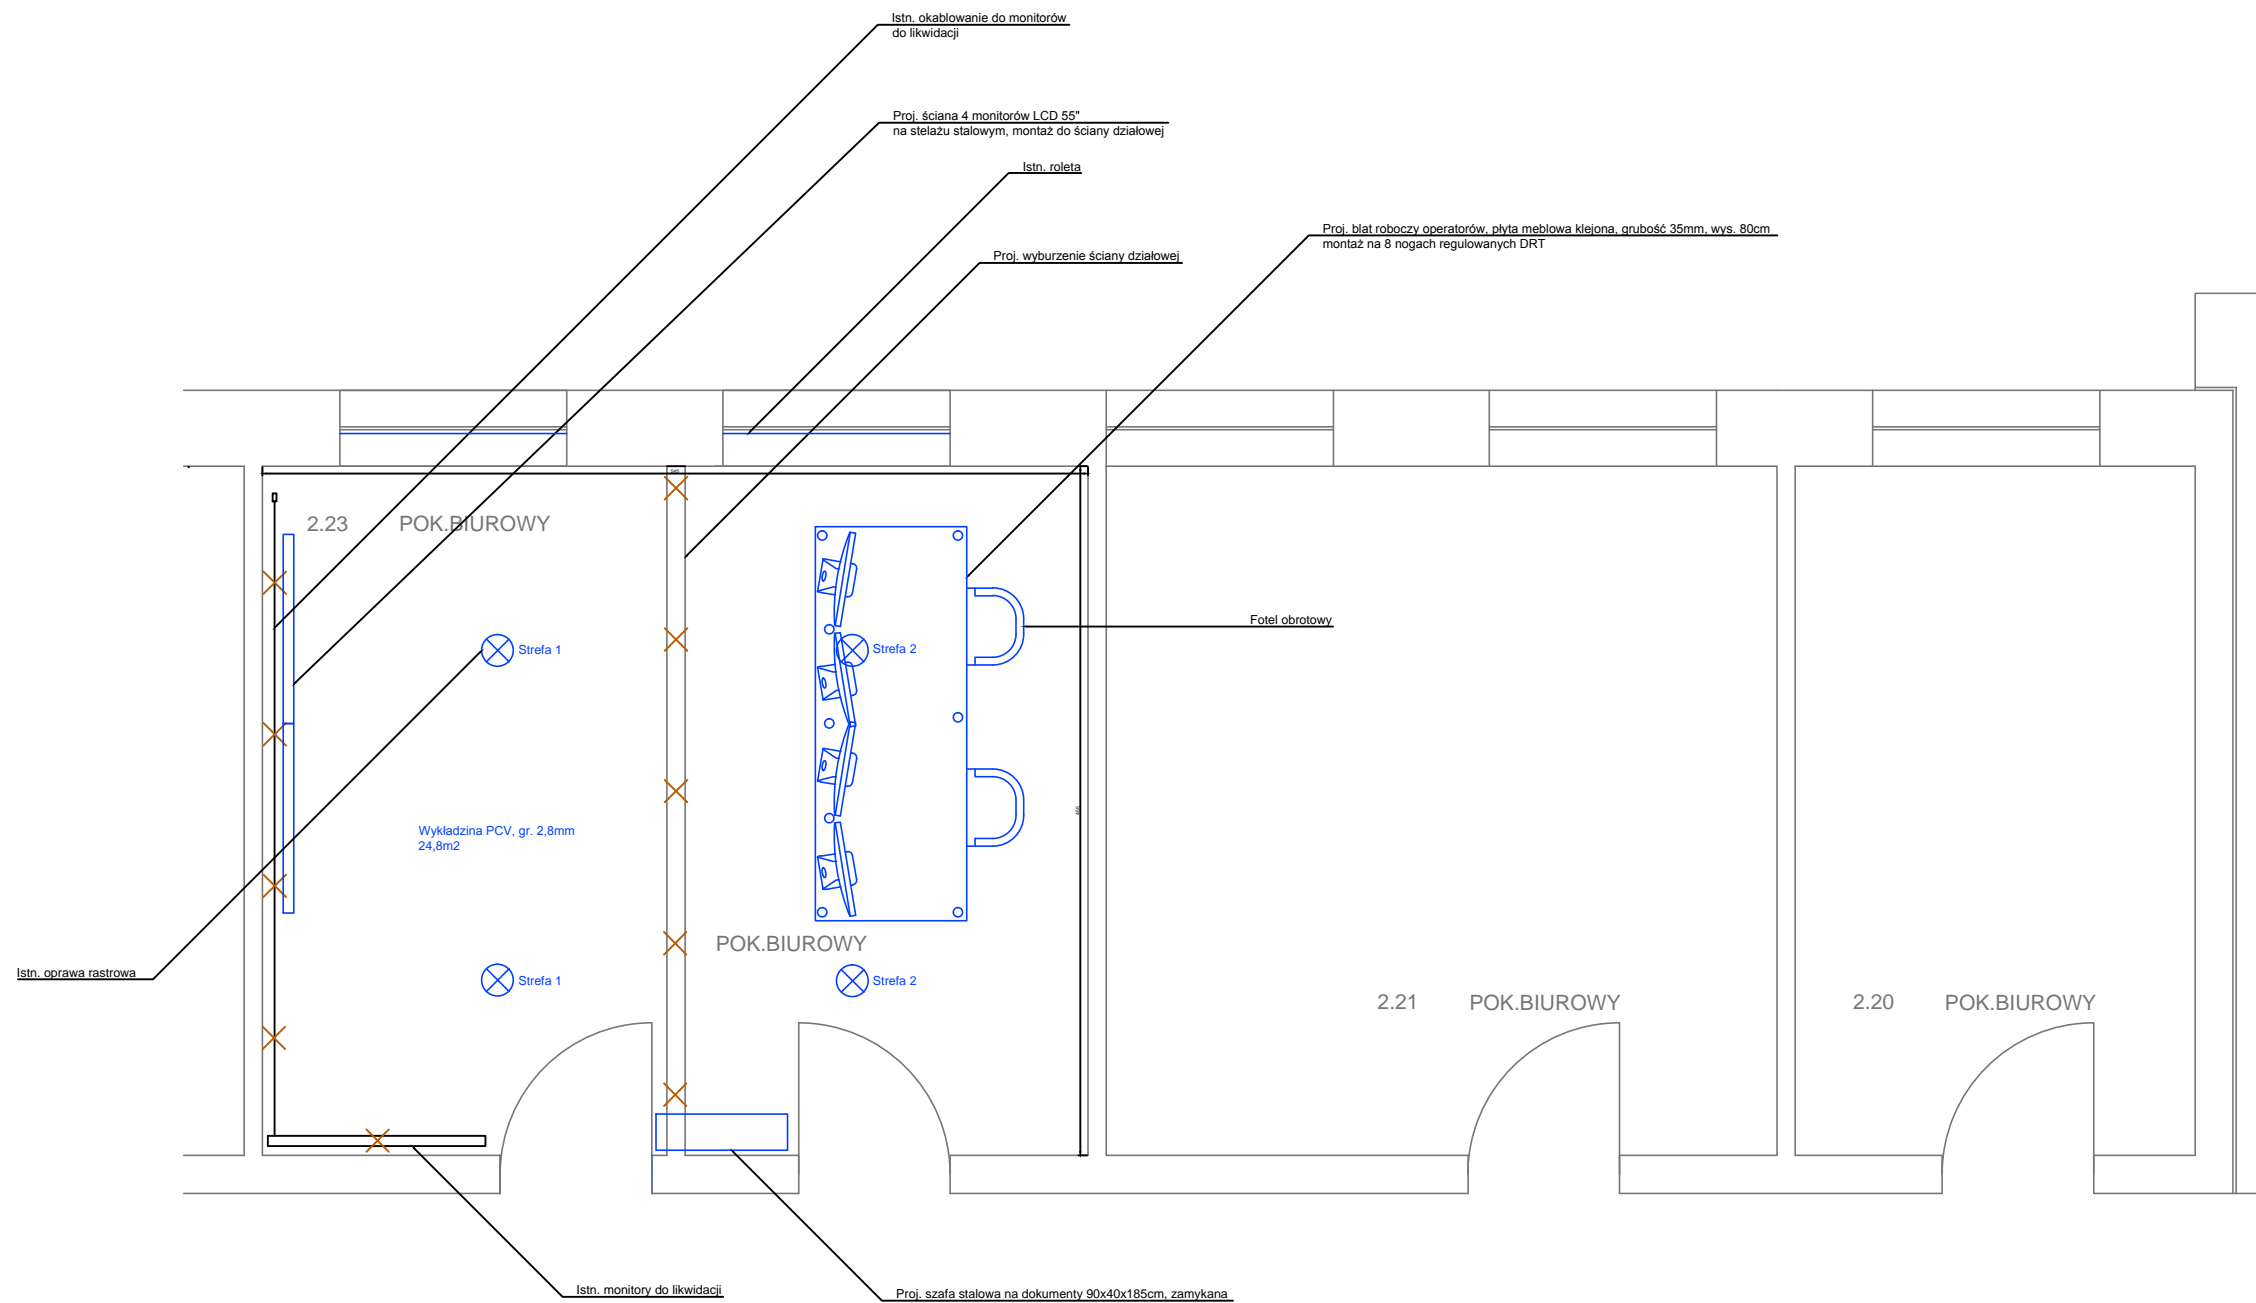 Istn. okablowanie do monitorów
do likwidacji
Proj. ściana 4 monitorów LCD 55"
na stelażu stalowym, montaż do ściany działowej
Istn. roleta
Proj. blat roboczy operatorów, płyta meblowa klejona, grubość 35mm, wys. 80cm
montaż na 8 nogach regulowanych DRT
Proj. wyburzenie ściany działowej
545
2.23 POK.BIUROWY
Fotel obrotowy
Strefa 1
Strefa 2
455
Wykładzina PCV, gr. 2,8mm
24,8m2
POK.BIUROWY
Istn. oprawa rastrowa
Strefa 1
Strefa 2
2.21 POK.BIUROWY
2.20 POK.BIUROWY
Istn. monitory do likwidacji
Proj. szafa stalowa na dokumenty 90x40x185cm, zamykana